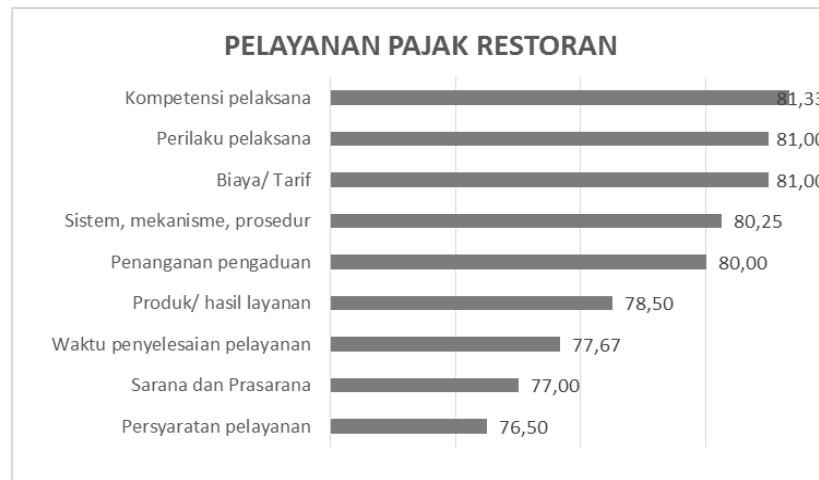 PELAYANAN PAJAK RESTORAN
Kompetensi pelaksana 81,33
Perilaku pelaksana 81,00
Biaya/ Tarif 81,00
Sistem, mekanisme, prosedur 80,25
Penanganan pengaduan 80,00
Produk/ hasil layanan 78,50
Waktu penyelesaian pelayanan 77,67
Sarana dan Prasarana 77,00
Persyaratan pelayanan 76,50